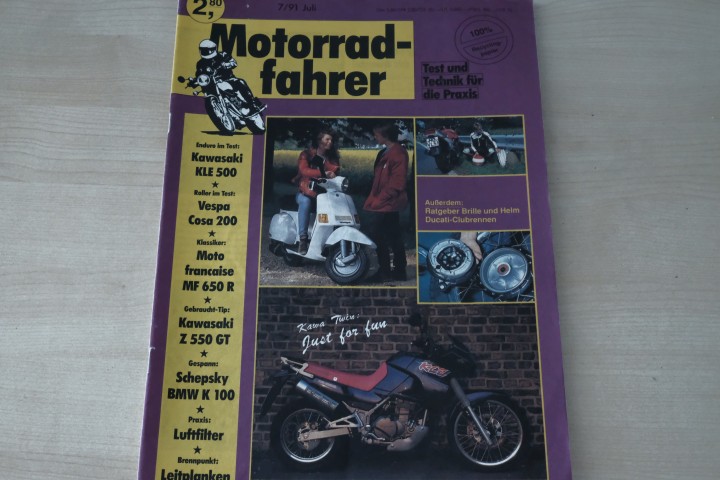 2,80
7/91 Juli
Motorrad-
fahrer
100%
Test und
Technik für
die Praxis
Enduro im Test:
Kawasaki
KLE 500
Roller im Test:
Vespa
Cosa 200
Klassiker:
Moto
francaise
MF 650 R
Gebraucht-Tip:
Kawasaki
Z 550 GT
Gespann:
Schepsky
BMW K 100
Praxis:
Luftfilter
Brennpunkt:
Leitplanken
Außerdem:
Ratgeber Brille und Helm
Ducati-Clubrennen
Kawa Twin:
Just for fun